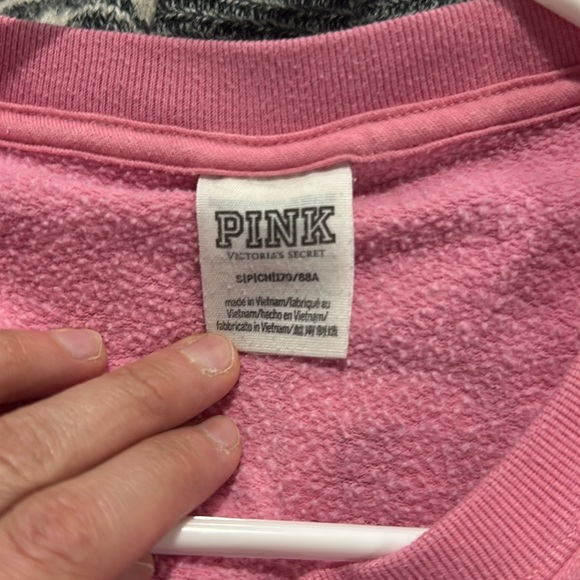 PINK
VICTORIA'S SECRET
S|P|CH|170/88A
made in Vietnam/fabriqué au
Vietnam/hecho en Vietnam/
fabbricato in Vietnam/越南制造